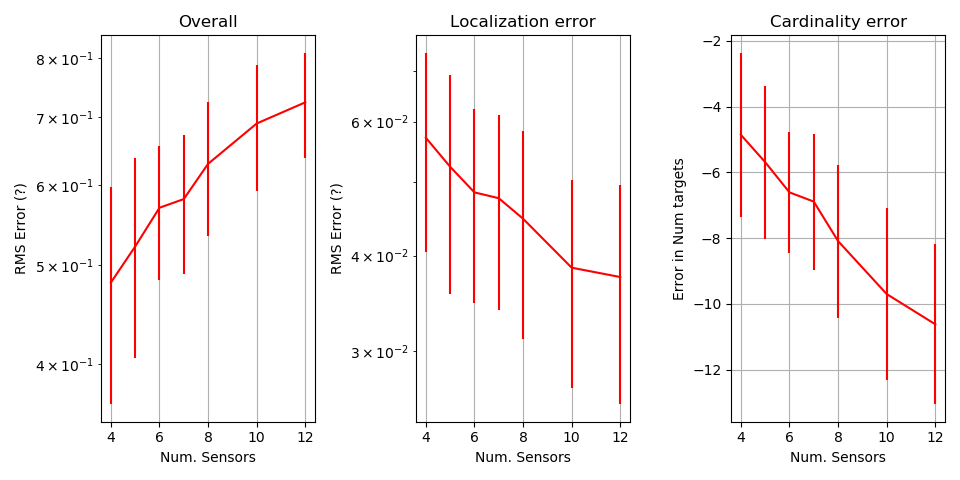 Overall
RMS Error (?)
8 × 10⁻¹
7 × 10⁻¹
6 × 10⁻¹
5 × 10⁻¹
4 × 10⁻¹
4 6 8 10 12
Num. Sensors
Localization error
RMS Error (?)
6 × 10⁻²
4 × 10⁻²
3 × 10⁻²
4 6 8 10 12
Num. Sensors
Cardinality error
Error in Num targets
−2
−4
−6
−8
−10
−12
4 6 8 10 12
Num. Sensors